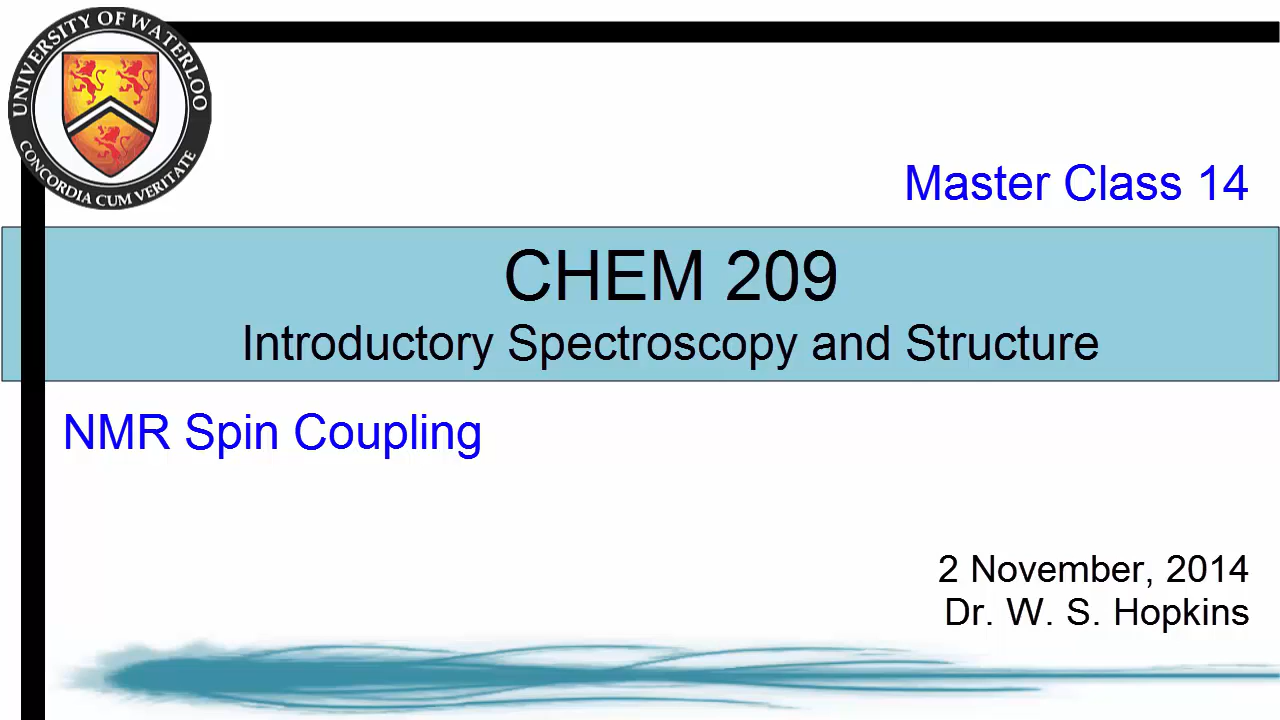 UNIVERSITY OF WATERLOO
CONCORDIA CUM VERITATE
Master Class 14
CHEM 209
Introductory Spectroscopy and Structure
NMR Spin Coupling
2 November, 2014
Dr. W. S. Hopkins